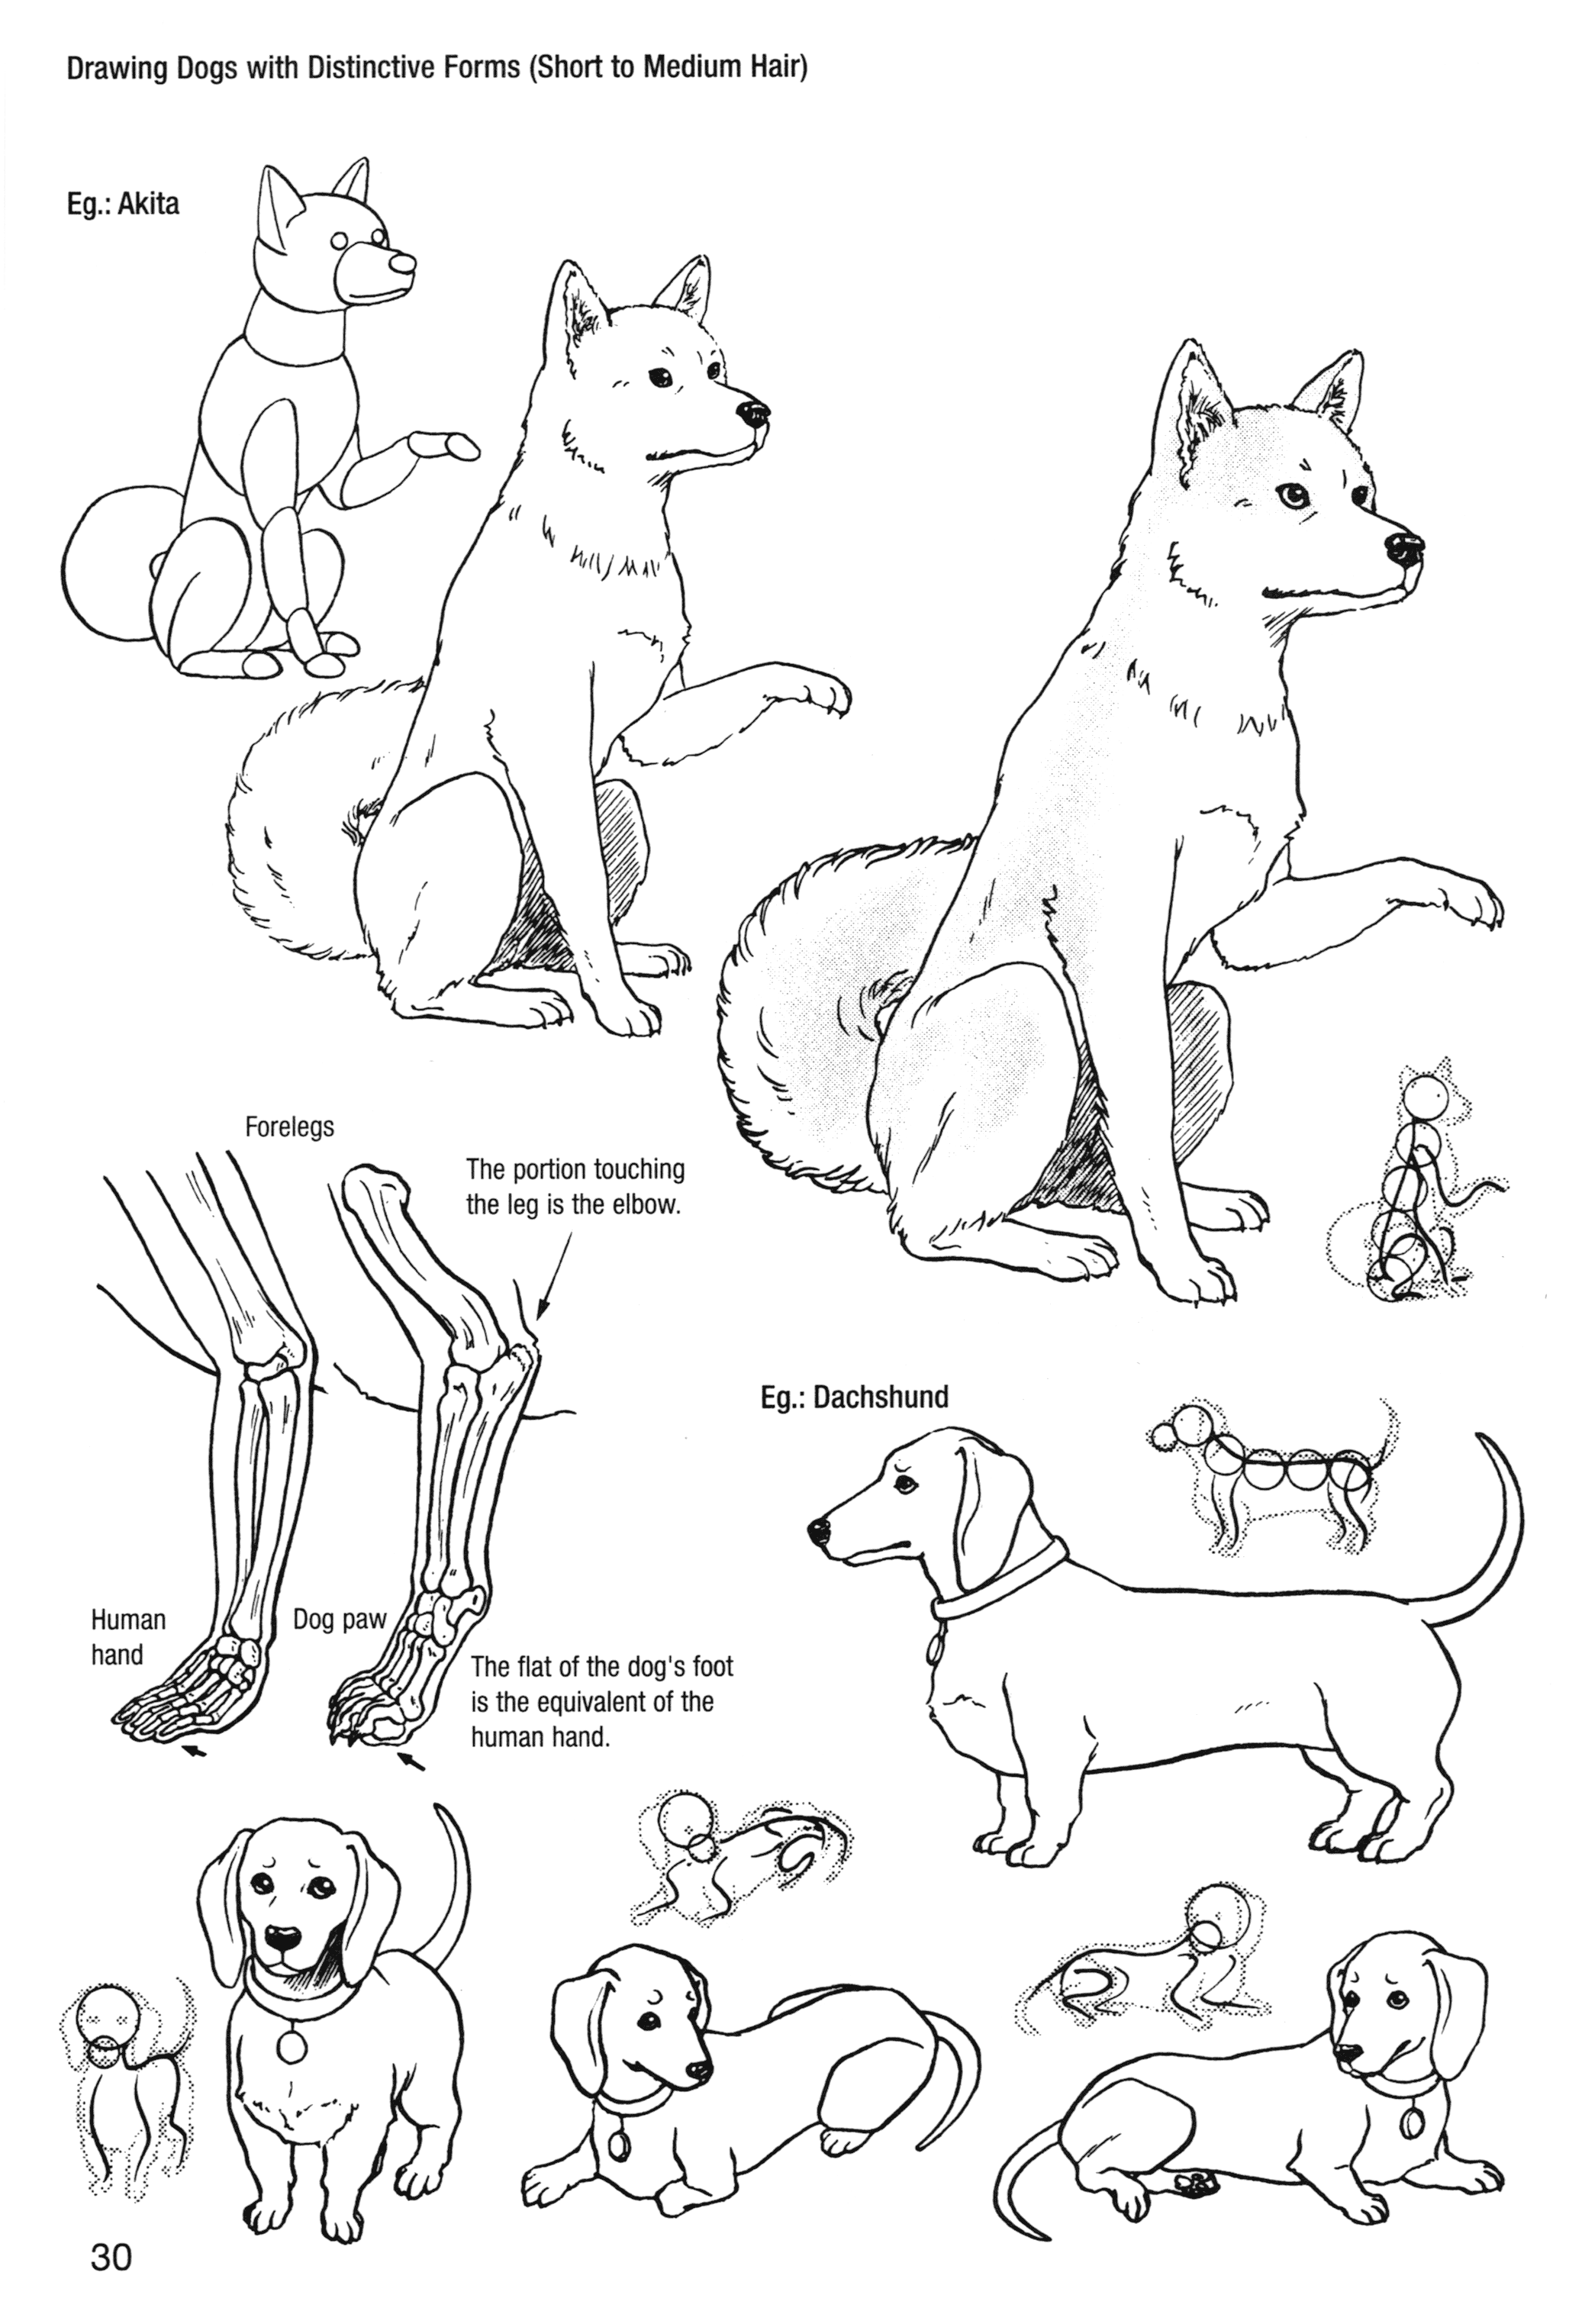 Drawing Dogs with Distinctive Forms (Short to Medium Hair)
Eg.: Akita
Forelegs
The portion touching
the leg is the elbow.
Eg.: Dachshund
Human
hand
Dog paw
The flat of the dog's foot
is the equivalent of the
human hand.
30